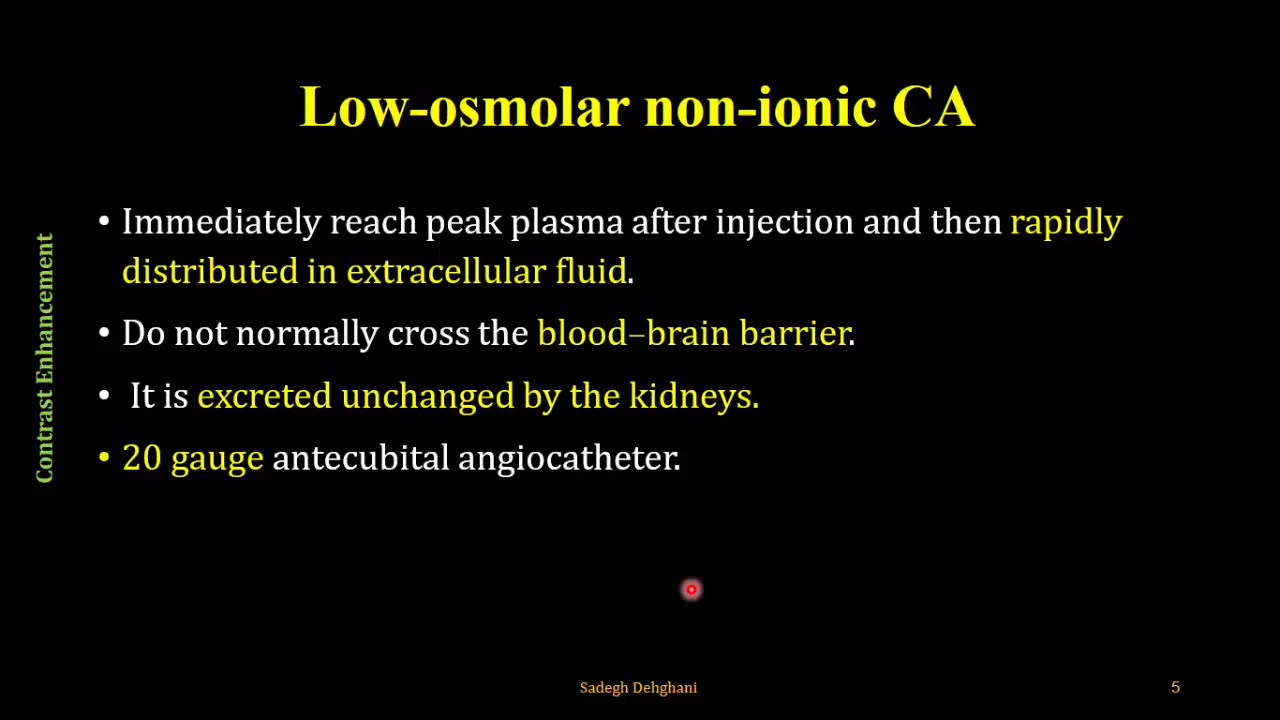 Low-osmolar non-ionic CA
• Immediately reach peak plasma after injection and then rapidly
distributed in extracellular fluid.
• Do not normally cross the blood–brain barrier.
• It is excreted unchanged by the kidneys.
• 20 gauge antecubital angiocatheter.
Contrast Enhancement
Sadegh Dehghani
5